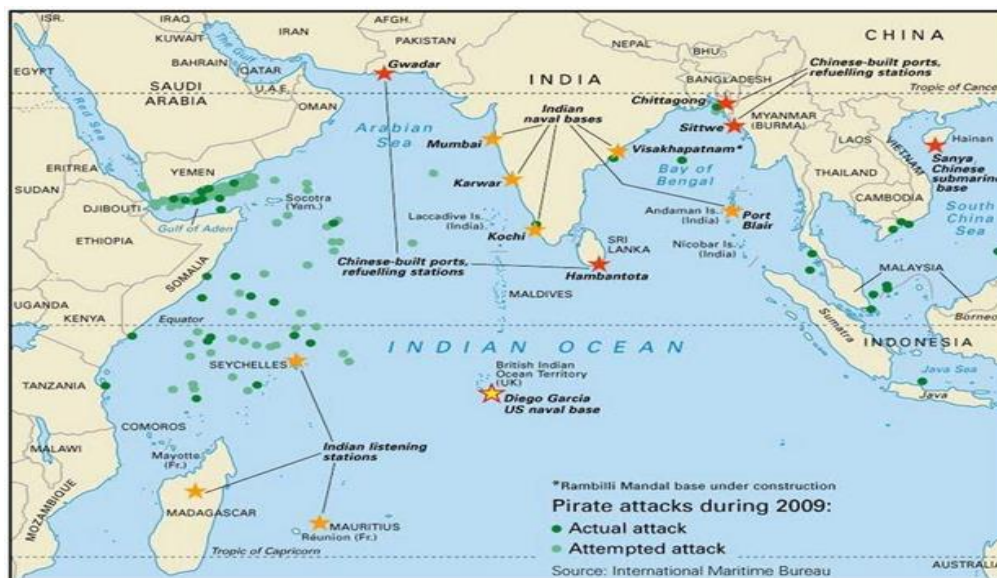 ISR.
IRAQ
IRAN
AFGH.
CHINA
KUWAIT
PAKISTAN
NEPAL
BHU.
The Gulf
Gwadar
EGYPT
BAHRAIN
QATAR
U.A.E.
INDIA
BANGLADESH
Chinese-built ports,
refuelling stations
SAUDI
ARABIA
OMAN
Chittagong
Tropic of Cancer
Red Sea
Arabian
Sea
Indian
naval bases
Sittwe
MYANMAR
(BURMA)
Hainan
LAOS
VIETNAM
Mumbai
Visakhapatnam*
Sanya
Chinese
submarine
base
ERITREA
YEMEN
Bay of
Bengal
THAILAND
SUDAN
Karwar
Socotra
(Yem.)
CAMBODIA
DJIBOUTI
Gulf of Aden
Laccadive Is.
(India)
Andaman Is.
(India)
Port
Blair
South
China
Sea
ETHIOPIA
Kochi
SRI
LANKA
Nicobar Is.
(India)
SOMALIA
Chinese-built ports,
refuelling stations
Hambantota
MALAYSIA
MALDIVES
UGANDA
KENYA
Equator
Sumatra
Borneo
INDIAN OCEAN
INDONESIA
SEYCHELLES
British Indian
Ocean Territory
(UK)
Java Sea
TANZANIA
Diego Garcia
US naval base
Java
COMOROS
Mayotte
(Fr.)
Indian listening
stations
MALAWI
MOZAMBIQUE
MADAGASCAR
MAURITIUS
Réunion (Fr.)
Tropic of Capricorn
*Rambilli Mandal base under construction
Pirate attacks during 2009:
Actual attack
Attempted attack
Source: International Maritime Bureau
AUSTRALIA